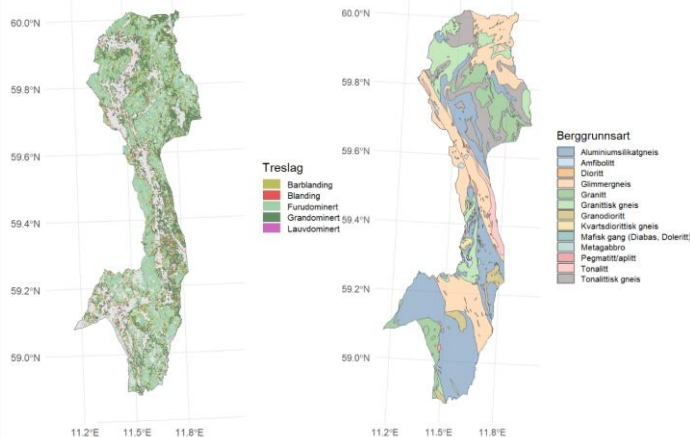 60.0°N
59.8°N
59.6°N
59.4°N
59.2°N
59.0°N
11.2°E
11.5°E
11.8°E
Treslag
Barblanding
Blanding
Furudominert
Grandominert
Lauvdominert
60.0°N
59.8°N
59.6°N
59.4°N
59.2°N
59.0°N
11.2°E
11.5°E
11.8°E
Berggrunnsart
Aluminiumsilikatgneis
Amfibolitt
Dioritt
Glimmergneis
Granitt
Granittisk gneis
Granodioritt
Kvartsdiorittisk gneis
Mafisk gang (Diabas, Doleritt)
Metagabbro
Pegmatitt/aplitt
Tonalitt
Tonalittisk gneis